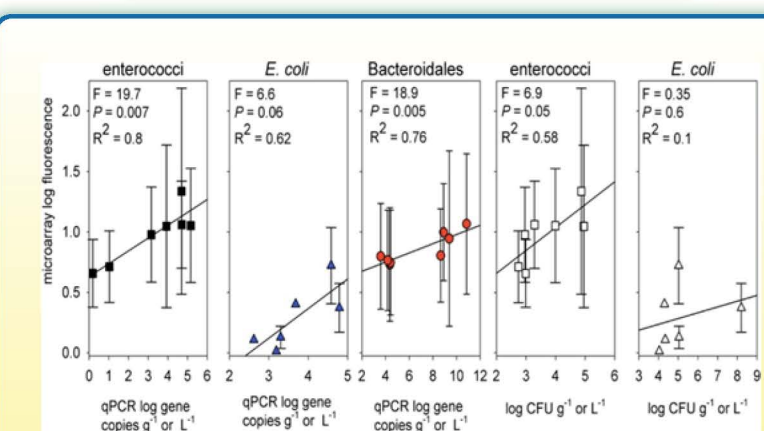 enterococci
E. coli
Bacteroidales
enterococci
E. coli
F = 19.7
P = 0.007
R² = 0.8
F = 6.6
P = 0.06
R² = 0.62
F = 18.9
P = 0.005
R² = 0.76
F = 6.9
P = 0.05
R² = 0.58
F = 0.35
P = 0.6
R² = 0.1
microarray log fluorescence
2.0
1.5
1.0
0.5
0.0
0 1 2 3 4 5 6
2 3 4 5
2 4 6 8 10 12
2 3 4 5 6
3 4 5 6 7 8 9
qPCR log gene
copies g⁻¹ or L⁻¹
qPCR log gene
copies g⁻¹ or L⁻¹
qPCR log gene
copies g⁻¹ or L⁻¹
log CFU g⁻¹ or L⁻¹
log CFU g⁻¹ or L⁻¹